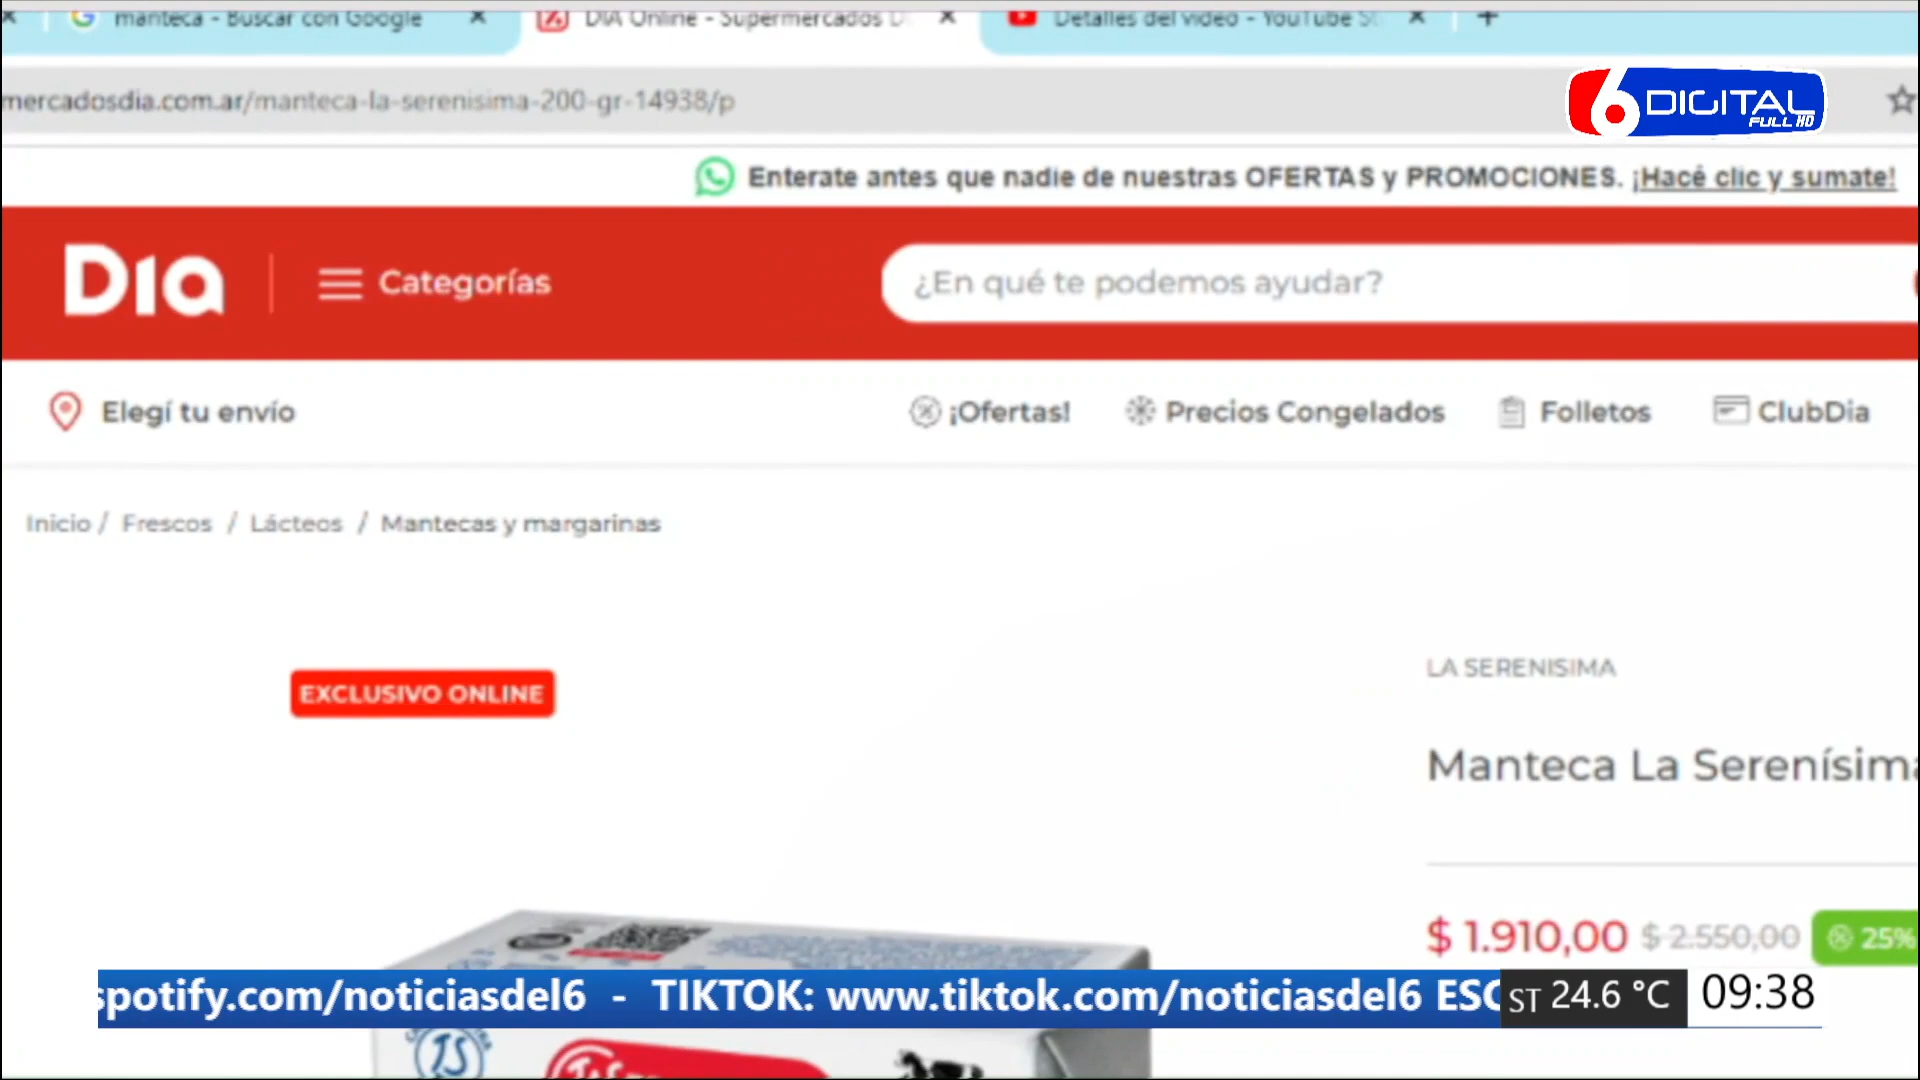 manteca - Buscar con Google
DIA Online - Supermercados D
Detalles del video - YouTube St
mercadosdia.com.ar/manteca-la-serenisima-200-gr-14938/p
6 DIGITAL
FULL HD
Enterate antes que nadie de nuestras OFERTAS y PROMOCIONES. ¡Hacé clic y sumate!
DIa
Categorías
¿En qué te podemos ayudar?
Elegí tu envío
¡Ofertas!
Precios Congelados
Folletos
ClubDia
Inicio / Frescos / Lácteos / Mantecas y margarinas
EXCLUSIVO ONLINE
LA SERENISIMA
Manteca La Serenísima
$ 1.910,00 $ 2.550,00 25%
spotify.com/noticiasdel6 - TIKTOK: www.tiktok.com/noticiasdel6 ESC
ST 24.6 °C
09:38